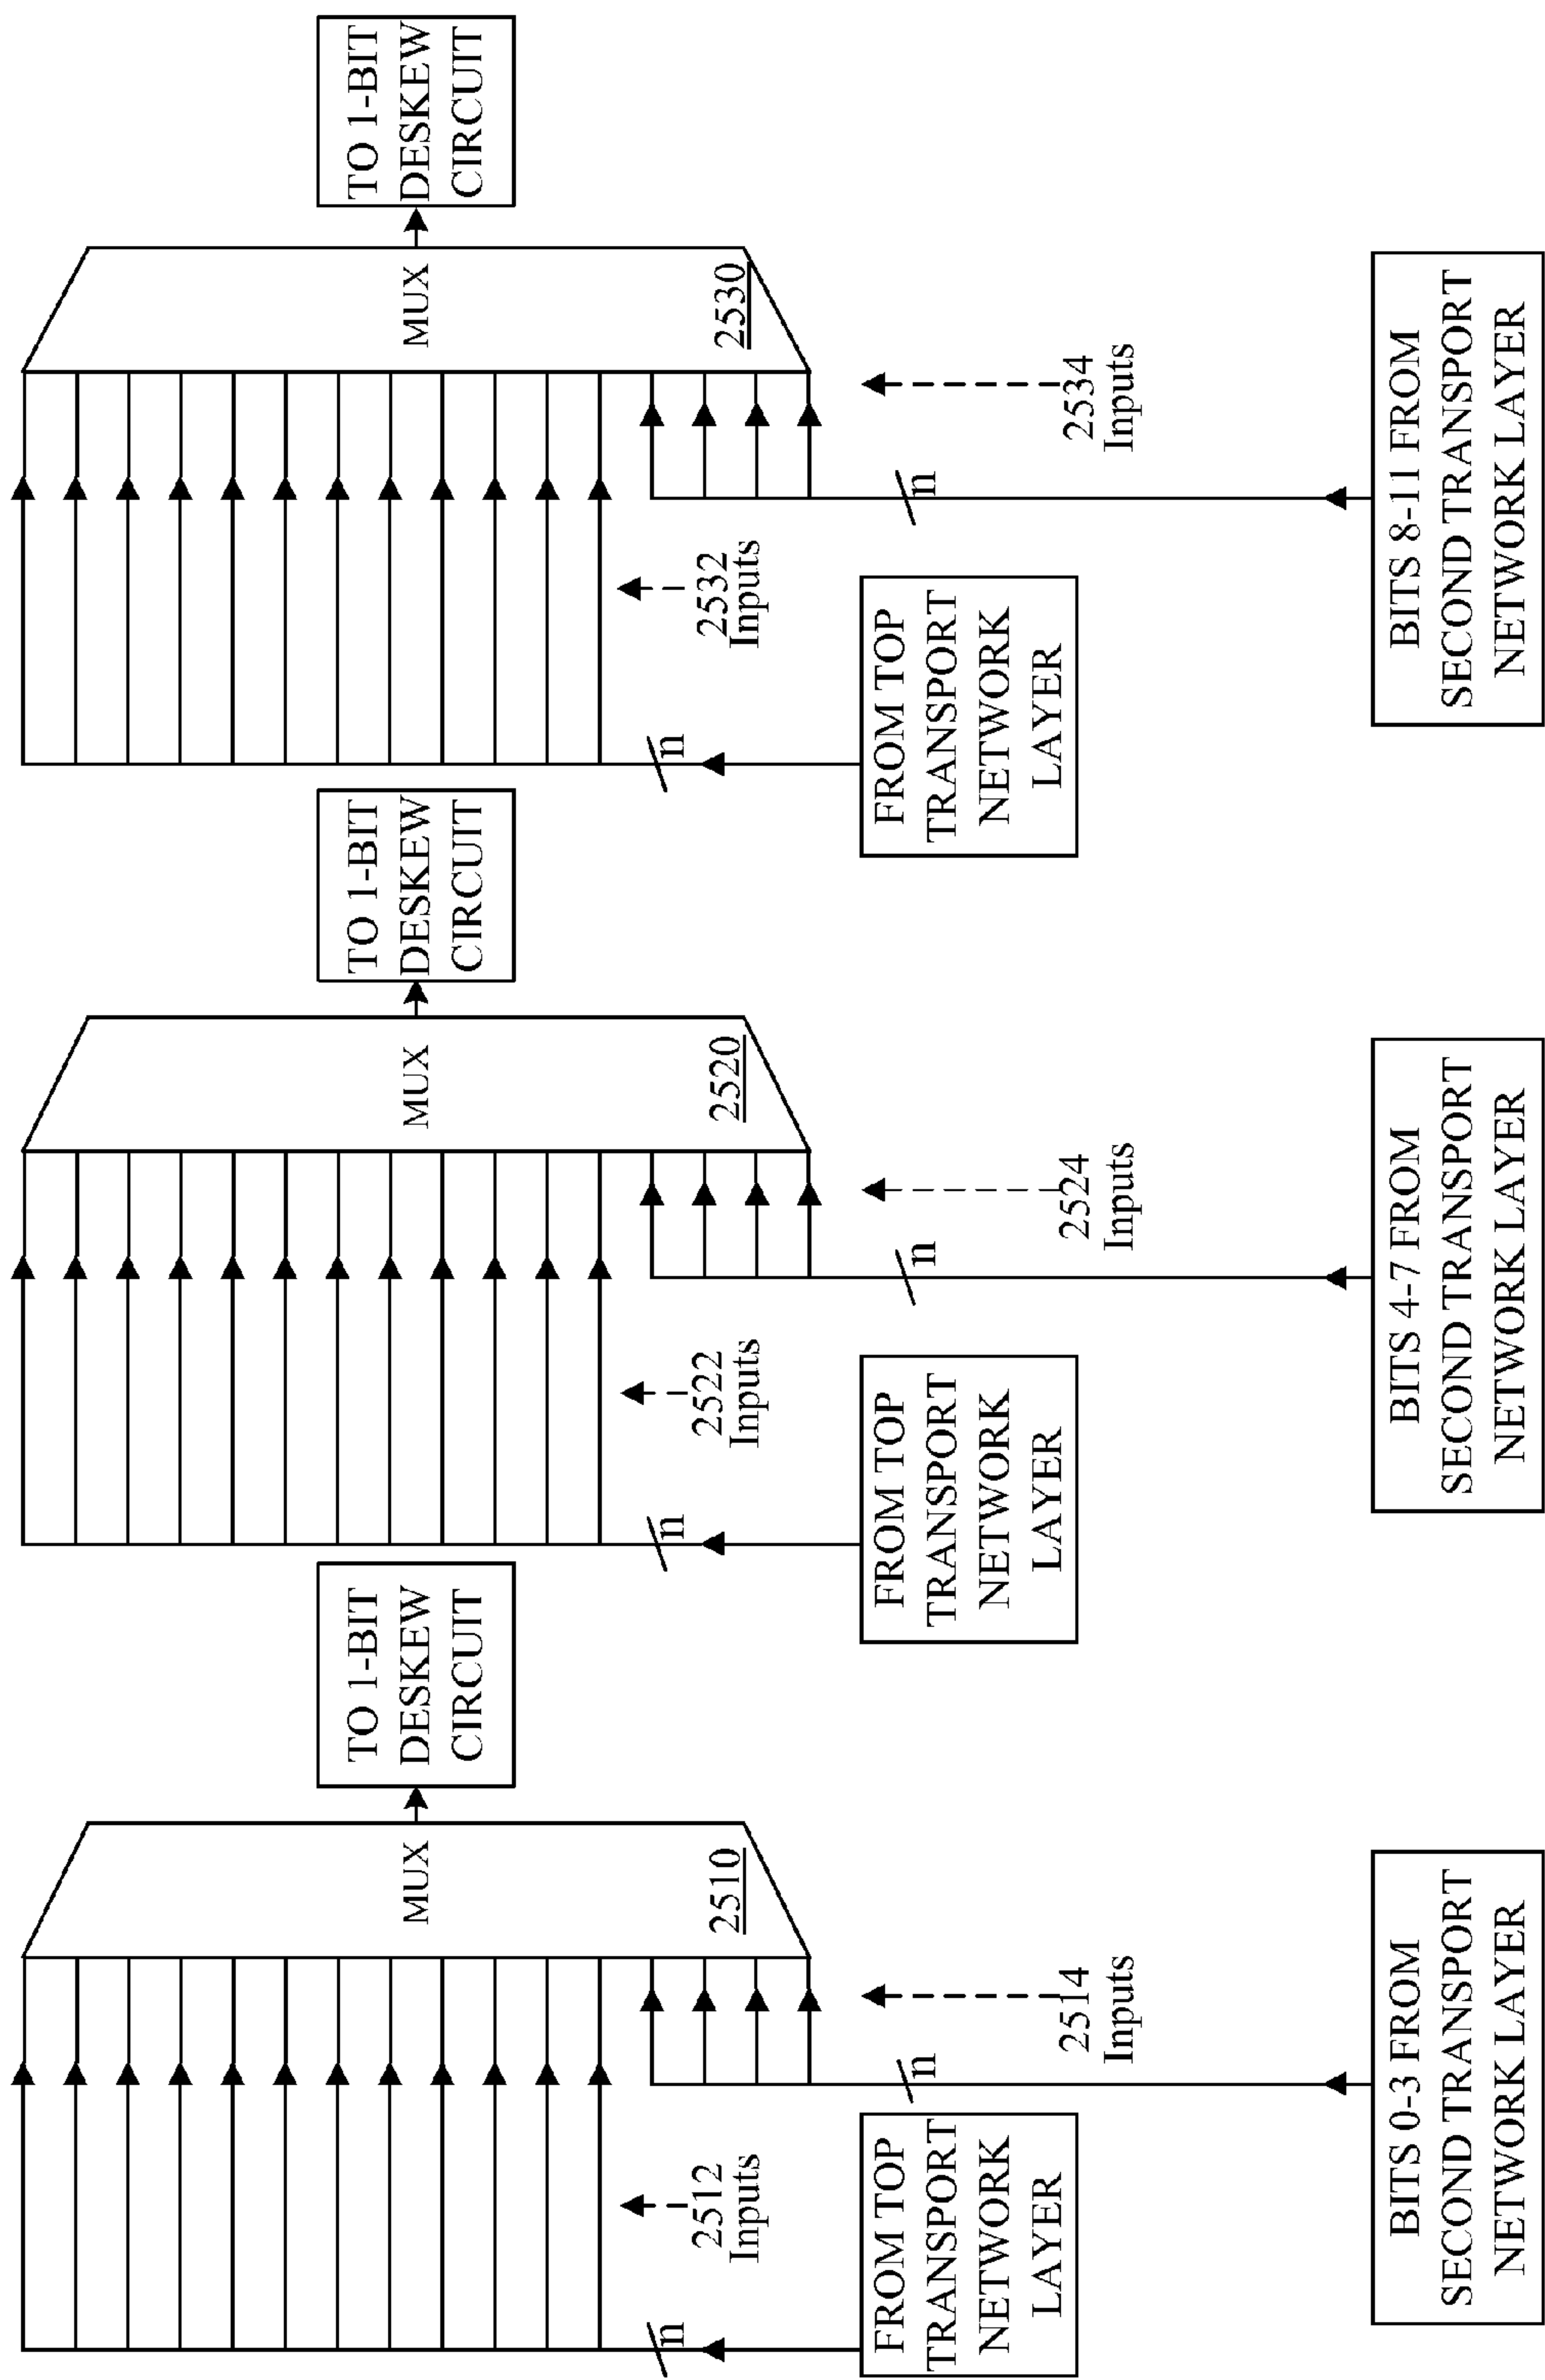 TO 1-BIT
DESKEW
CIRCUIT
MUX
2510
2512
Inputs
2514
Inputs
n
n
FROM TOP
TRANSPORT
NETWORK
LAYER
BITS 0-3 FROM
SECOND TRANSPORT
NETWORK LAYER
TO 1-BIT
DESKEW
CIRCUIT
MUX
2520
2522
Inputs
2524
Inputs
n
n
FROM TOP
TRANSPORT
NETWORK
LAYER
BITS 4-7 FROM
SECOND TRANSPORT
NETWORK LAYER
TO 1-BIT
DESKEW
CIRCUIT
MUX
2530
2532
Inputs
2534
Inputs
n
n
FROM TOP
TRANSPORT
NETWORK
LAYER
BITS 8-11 FROM
SECOND TRANSPORT
NETWORK LAYER